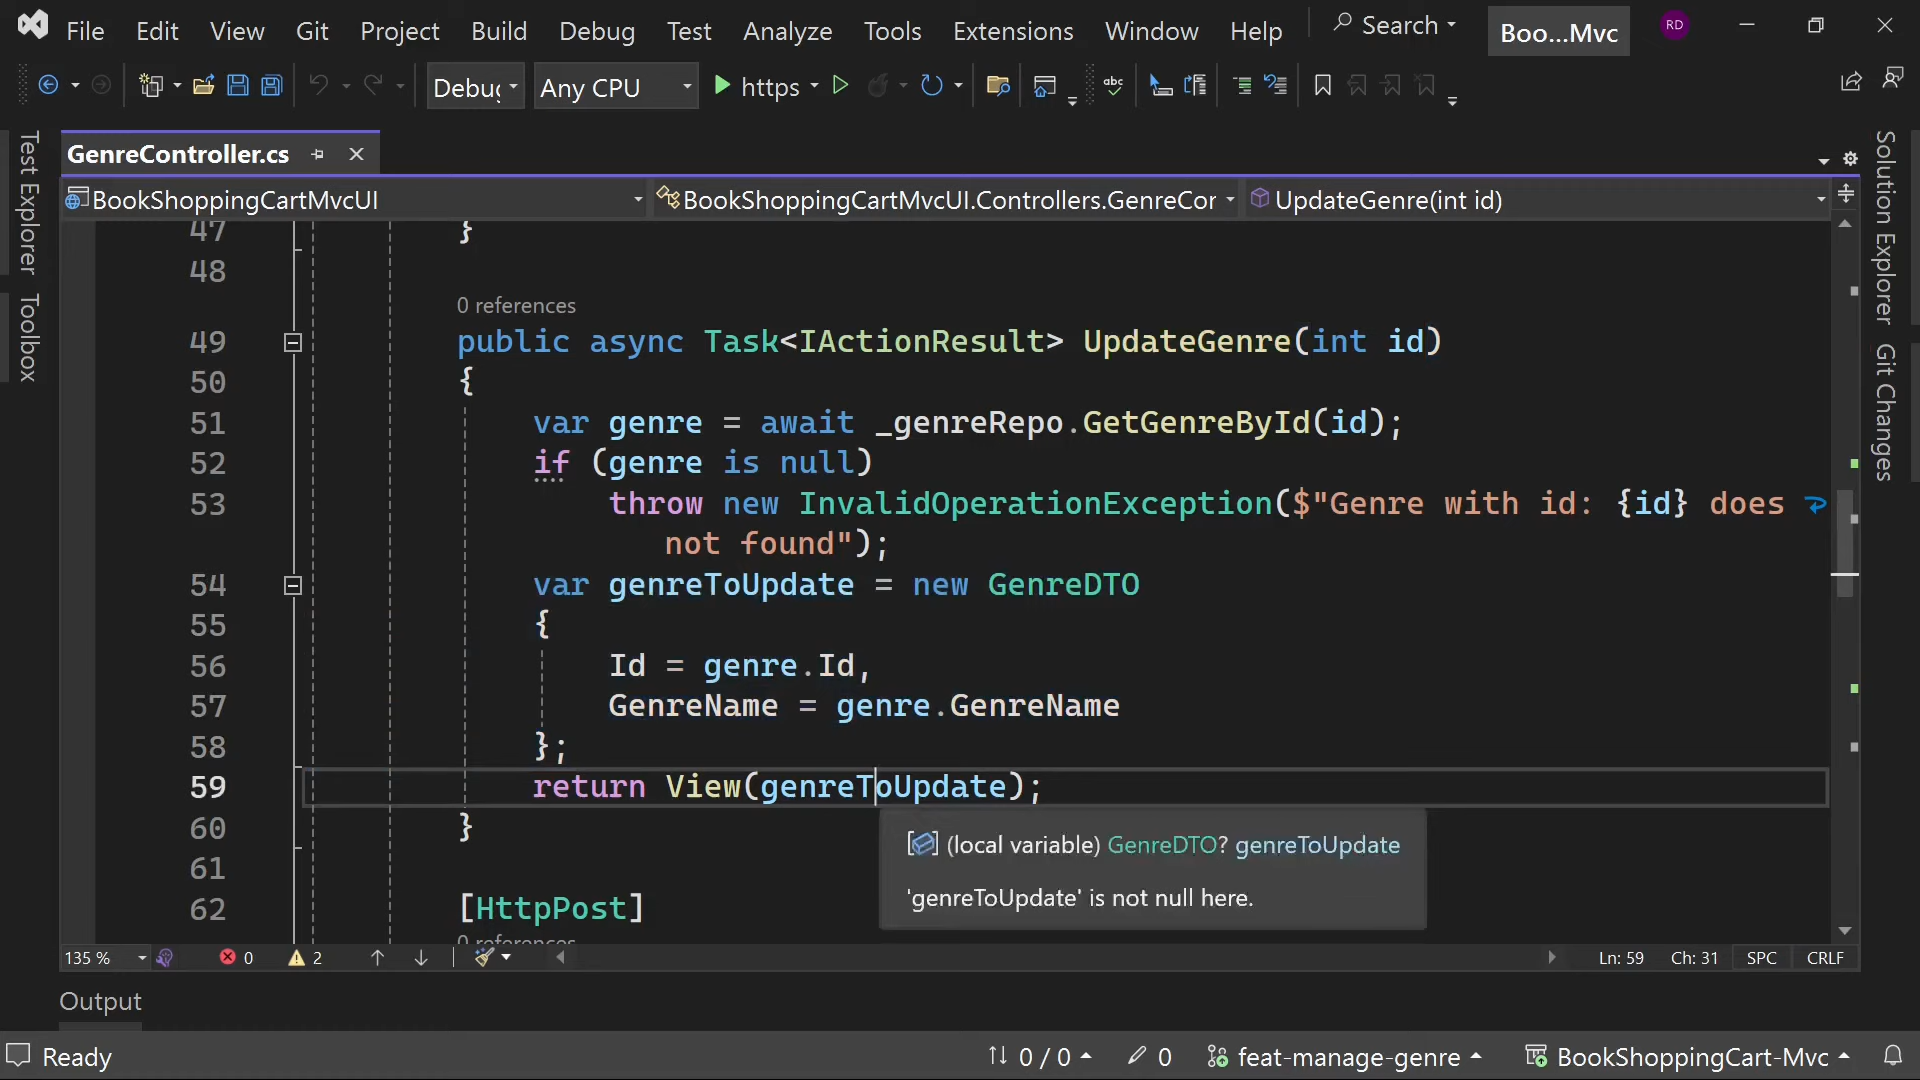 File Edit View Git Project Build Debug Test Analyze Tools Extensions Window Help Search Boo...Mvc RD
Debug Any CPU https abc
GenreController.cs
BookShoppingCartMvcUI BookShoppingCartMvcUI.Controllers.GenreCor UpdateGenre(int id)
Test Explorer
Toolbox
Solution Explorer
Git Changes
47 }
48
0 references
49 public async Task<IActionResult> UpdateGenre(int id)
50 {
51 var genre = await _genreRepo.GetGenreById(id);
52 if (genre is null)
53 throw new InvalidOperationException($"Genre with id: {id} does
not found");
54 var genreToUpdate = new GenreDTO
55 {
56 Id = genre.Id,
57 GenreName = genre.GenreName
58 };
59 return View(genreToUpdate);
60 }
(local variable) GenreDTO? genreToUpdate
61
'genreToUpdate' is not null here.
62 [HttpPost]
0 references
135 % 0 2 Ln: 59 Ch: 31 SPC CRLF
Output
Ready 0 / 0 0 feat-manage-genre BookShoppingCart-Mvc